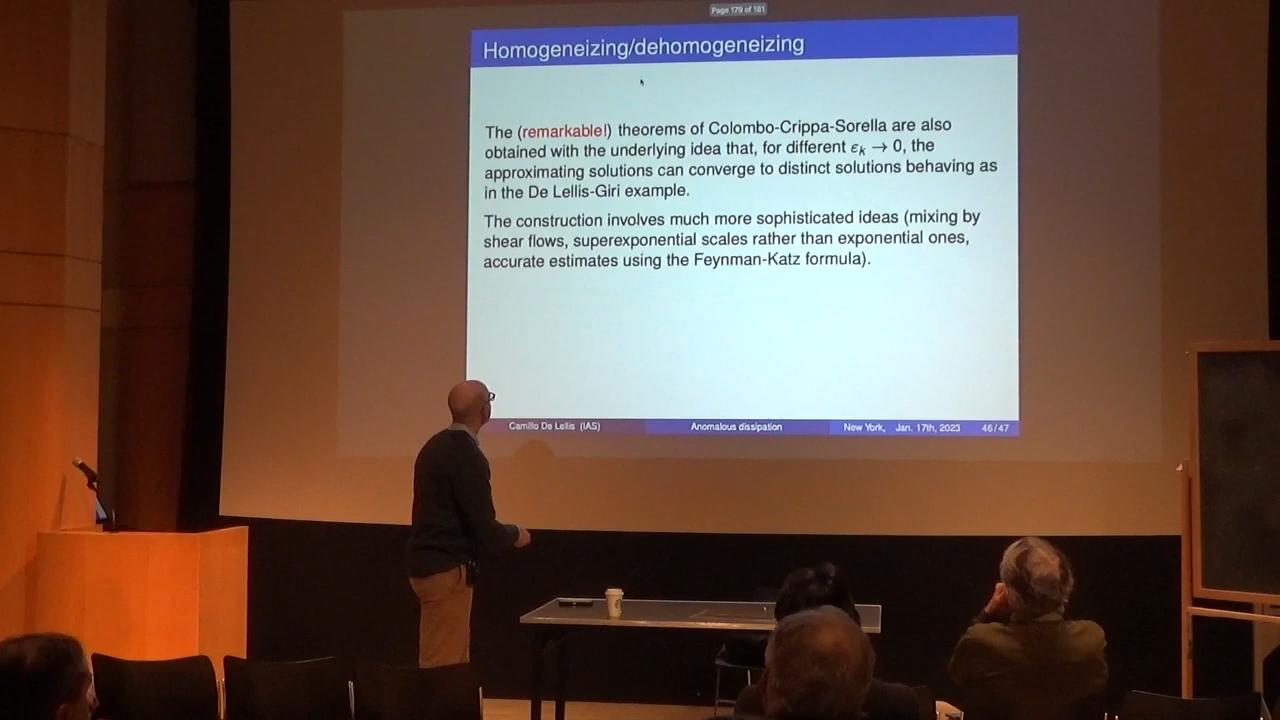 Page 179 of 181
Homogeneizing/dehomogeneizing
The (remarkable!) theorems of Colombo-Crippa-Sorella are also
obtained with the underlying idea that, for different εₖ → 0, the
approximating solutions can converge to distinct solutions behaving as
in the De Lellis-Giri example.
The construction involves much more sophisticated ideas (mixing by
shear flows, superexponential scales rather than exponential ones,
accurate estimates using the Feynman-Katz formula).
Camillo De Lellis (IAS) Anomalous dissipation New York, Jan. 17th, 2023 46/47